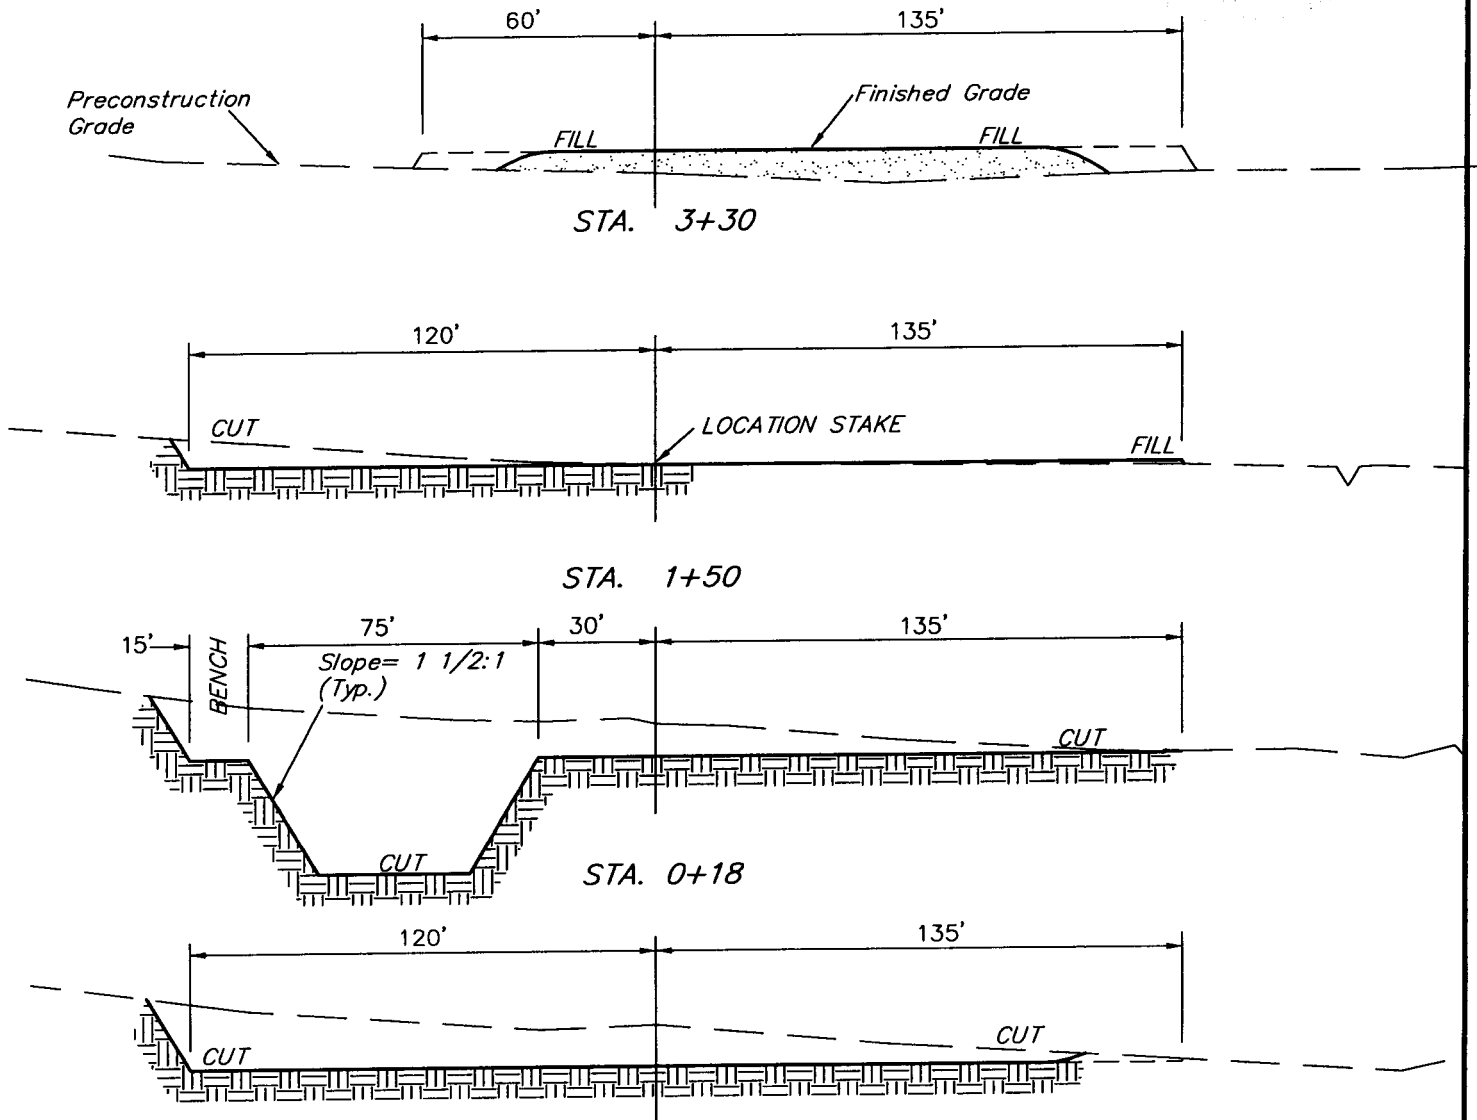 60' 135'
Preconstruction
Grade
Finished Grade
FILL FILL
STA. 3+30
120' 135'
CUT
LOCATION STAKE
FILL
STA. 1+50
15' BENCH 75' 30' 135'
Slope= 1 1/2:1
(Typ.)
CUT
CUT
STA. 0+18
120' 135'
CUT
CUT